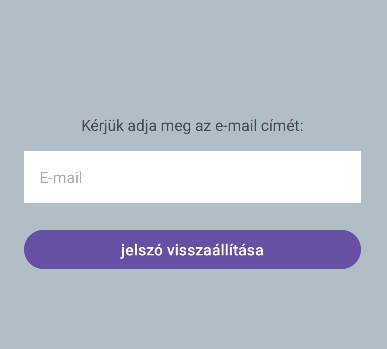 Kérjük adja meg az e-mail címét:
E-mail
jelszó visszaállítása